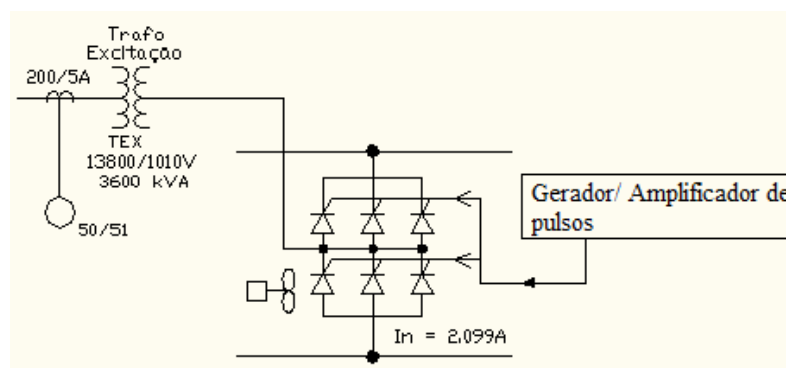 Trafo
Excitação
200/5A
TEX
13800/1010V
3600 kVA
50/51
Gerador/ Amplificador de
pulsos
In = 2.099A